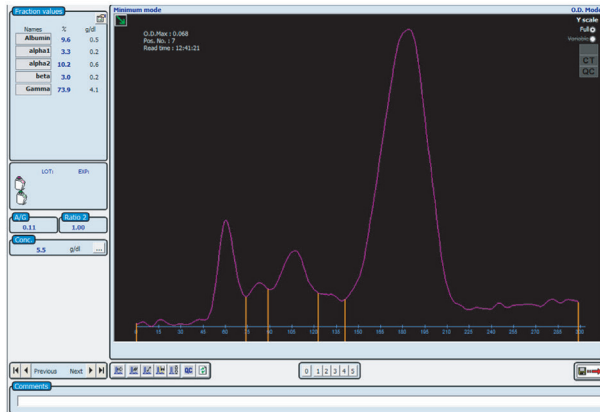 Fraction values
Names % g/dl
Albumin 9.6 0.5
alpha1 3.3 0.2
alpha2 10.2 0.6
beta 3.0 0.2
Gamma 73.9 4.1
LOT: EXP:
A/G Ratio 2
0.11 1.00
Conc.
5.5 g/dl ...
Minimum mode O.D. Mode
O.D.Max : 0.068
Pos. No. : 7
Read time : 12:41:21
Y scale
Full
Variable
CT
QC
15 30 45 60 75 90 105 120 135 150 165 180 195 210 225 240 255 270 285 300
Previous Next
QC
0 1 2 3 4 5
Comments